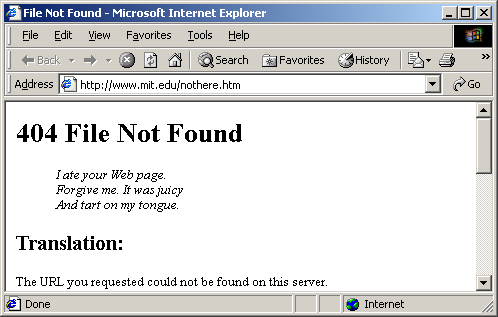 File Not Found - Microsoft Internet Explorer
File Edit View Favorites Tools Help
Back Search Favorites History »
Address http://www.mit.edu/nothere.htm Go
404 File Not Found
I ate your Web page.
Forgive me. It was juicy
And tart on my tongue.
Translation:
The URL you requested could not be found on this server.
Done Internet